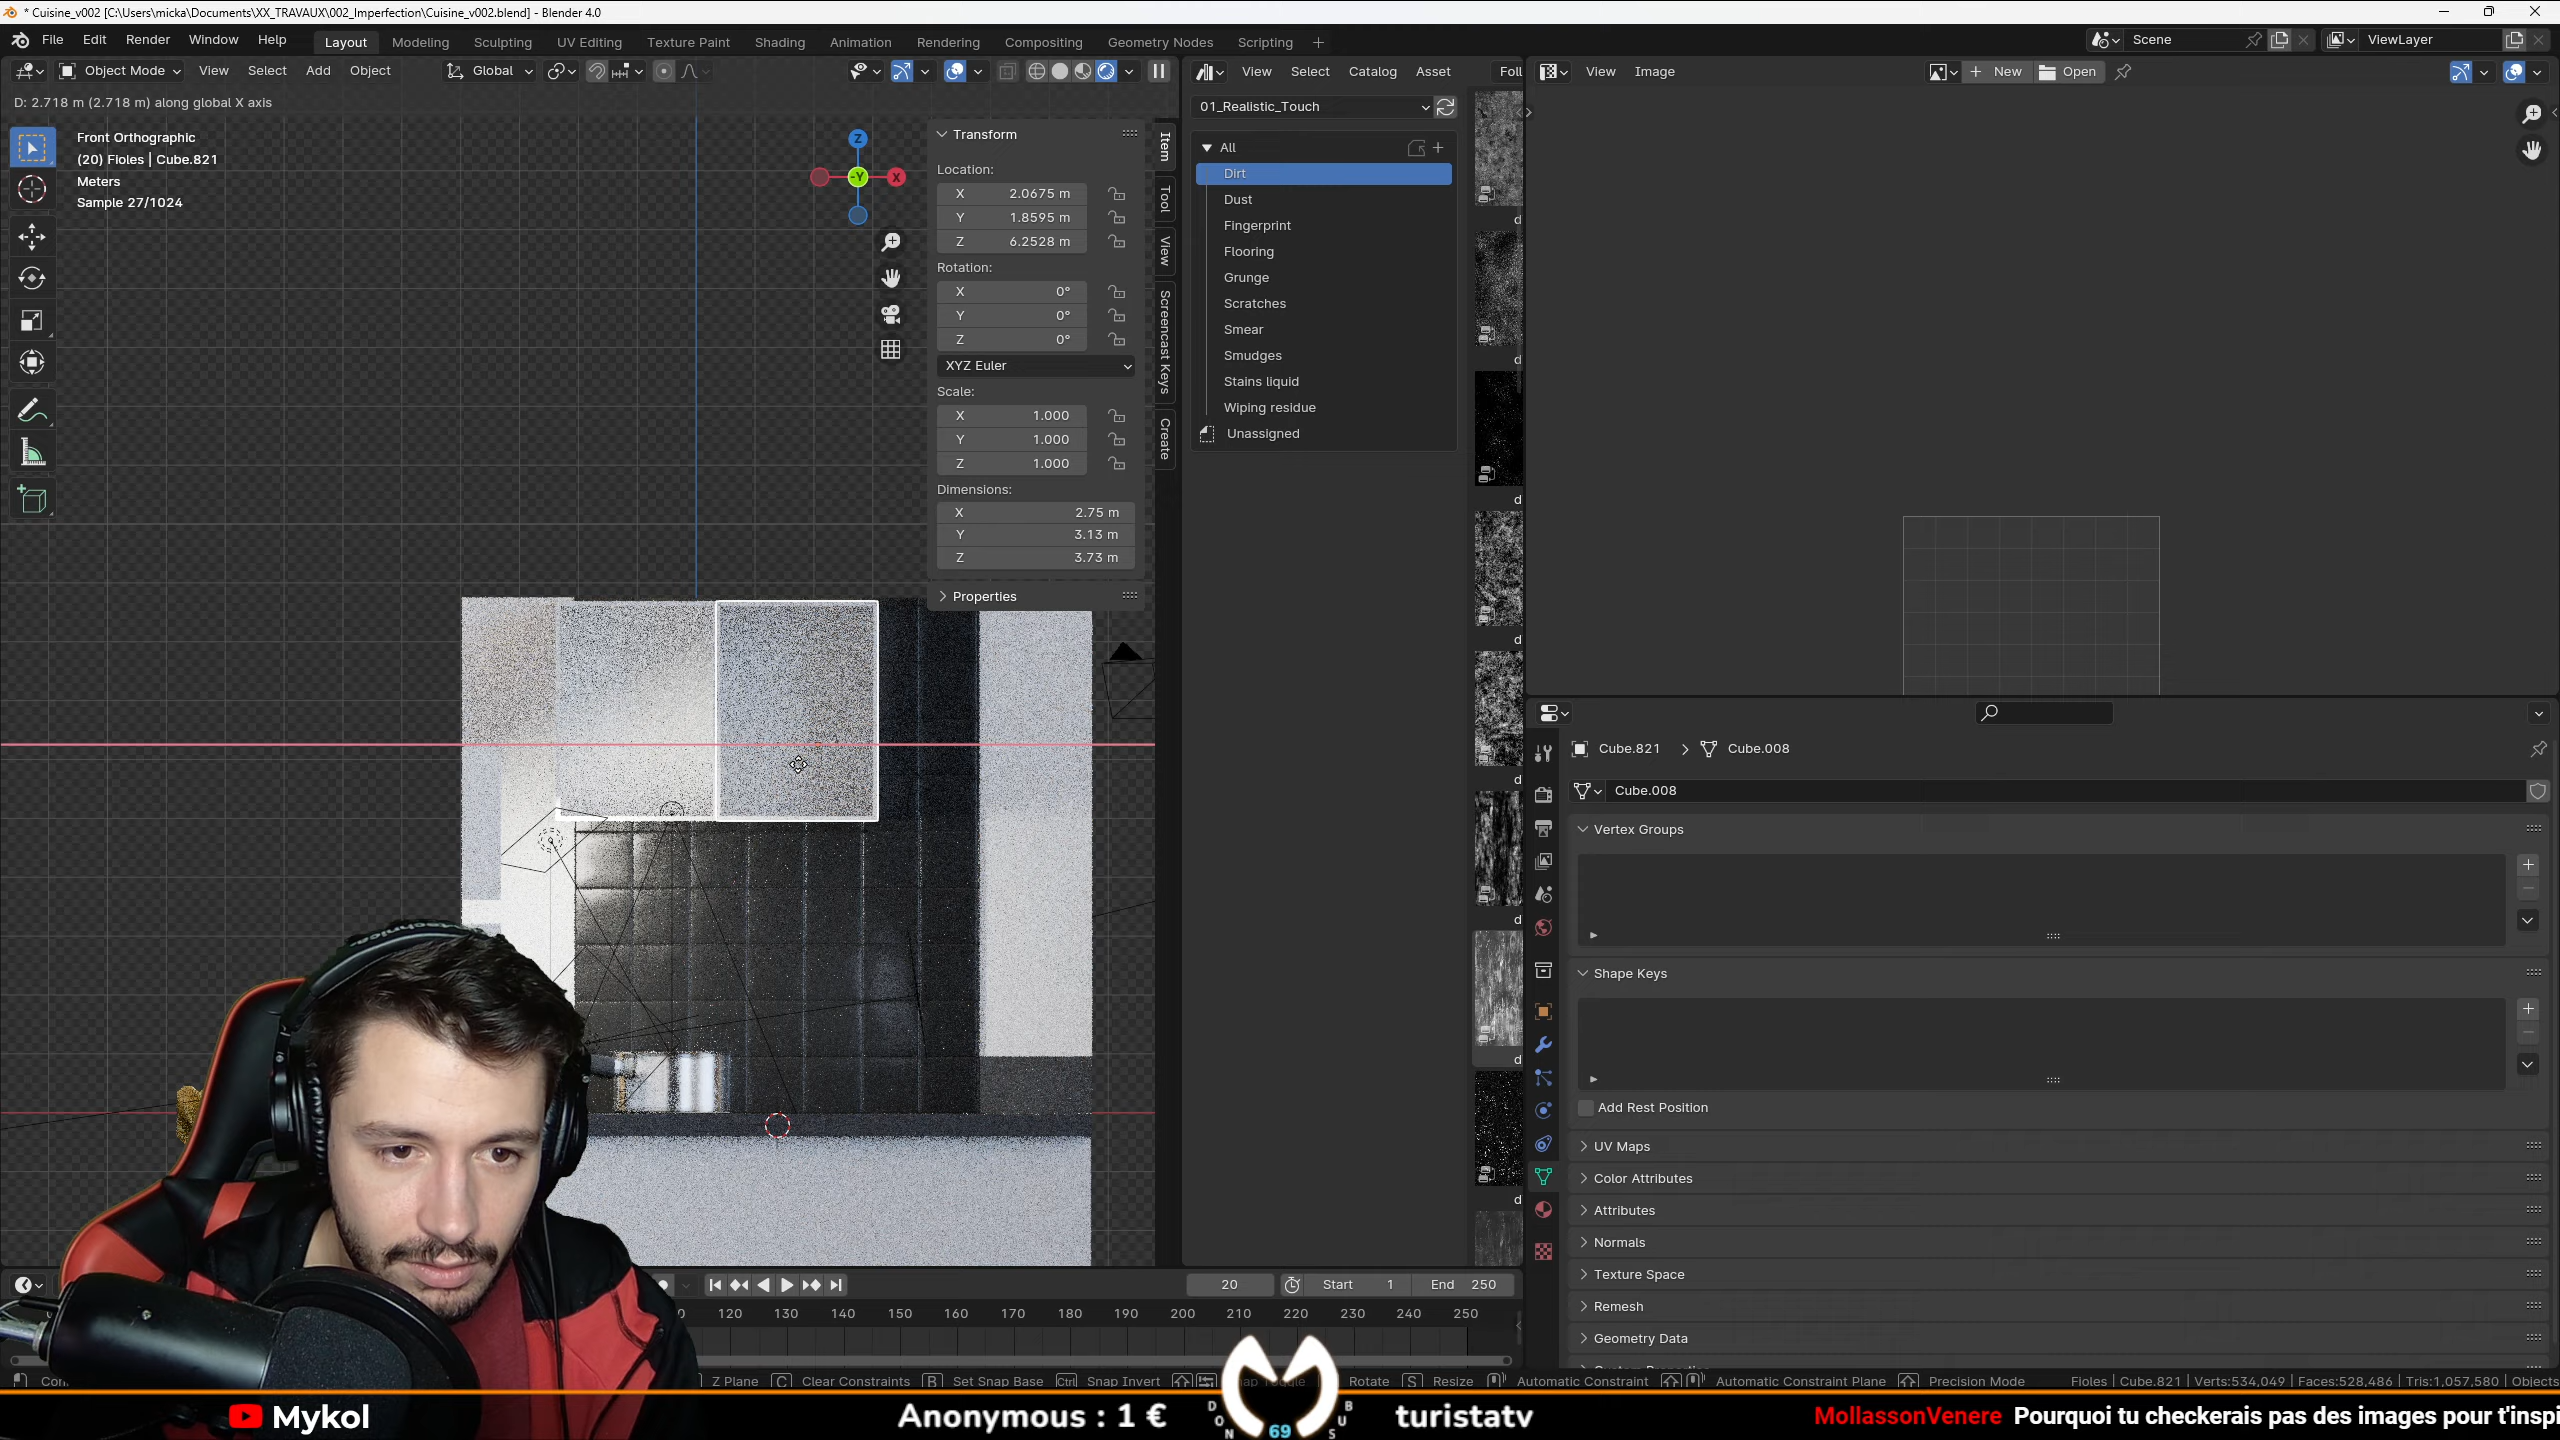 * Cuisine_v002 [C:\Users\micka\Documents\XX_TRAVAUX\002_Imperfection\Cuisine_v002.blend] - Blender 4.0
File Edit Render Window Help Layout Modeling Sculpting UV Editing Texture Paint Shading Animation Rendering Compositing Geometry Nodes Scripting + Scene ViewLayer
Object Mode View Select Add Object Global
View Select Catalog Asset Foll
View Image New Open
D: 2.718 m (2.718 m) along global X axis
Front Orthographic
(20) Fioles | Cube.821
Meters
Sample 27/1024
Z
-Y
X
Transform
Location:
X 2.0675 m
Y 1.8595 m
Z 6.2528 m
Rotation:
X 0°
Y 0°
Z 0°
XYZ Euler
Scale:
X 1.000
Y 1.000
Z 1.000
Dimensions:
X 2.75 m
Y 3.13 m
Z 3.73 m
Properties
Item
Tool
View
Screencast Keys
Create
01_Realistic_Touch
All
Dirt
Dust
Fingerprint
Flooring
Grunge
Scratches
Smear
Smudges
Stains liquid
Wiping residue
Unassigned
d
d
d
d
d
d
d
d
Cube.821 > Cube.008
Cube.008
Vertex Groups
Shape Keys
Add Rest Position
UV Maps
Color Attributes
Attributes
Normals
Texture Space
Remesh
Geometry Data
20 Start 1 End 250
120 130 140 150 160 170 180 190 200 210 220 230 240 250
Z Plane C Clear Constraints B Set Snap Base Ctrl Snap Invert Rotate S Resize Automatic Constraint Automatic Constraint Plane Precision Mode Fioles | Cube.821 | Verts:534,049 | Faces:528,486 | Tris:1,057,580 | Objects
Mykol Anonymous : 1 € DON 69 BUS turistatv MollassonVenere Pourquoi tu checkerais pas des images pour t'inspi